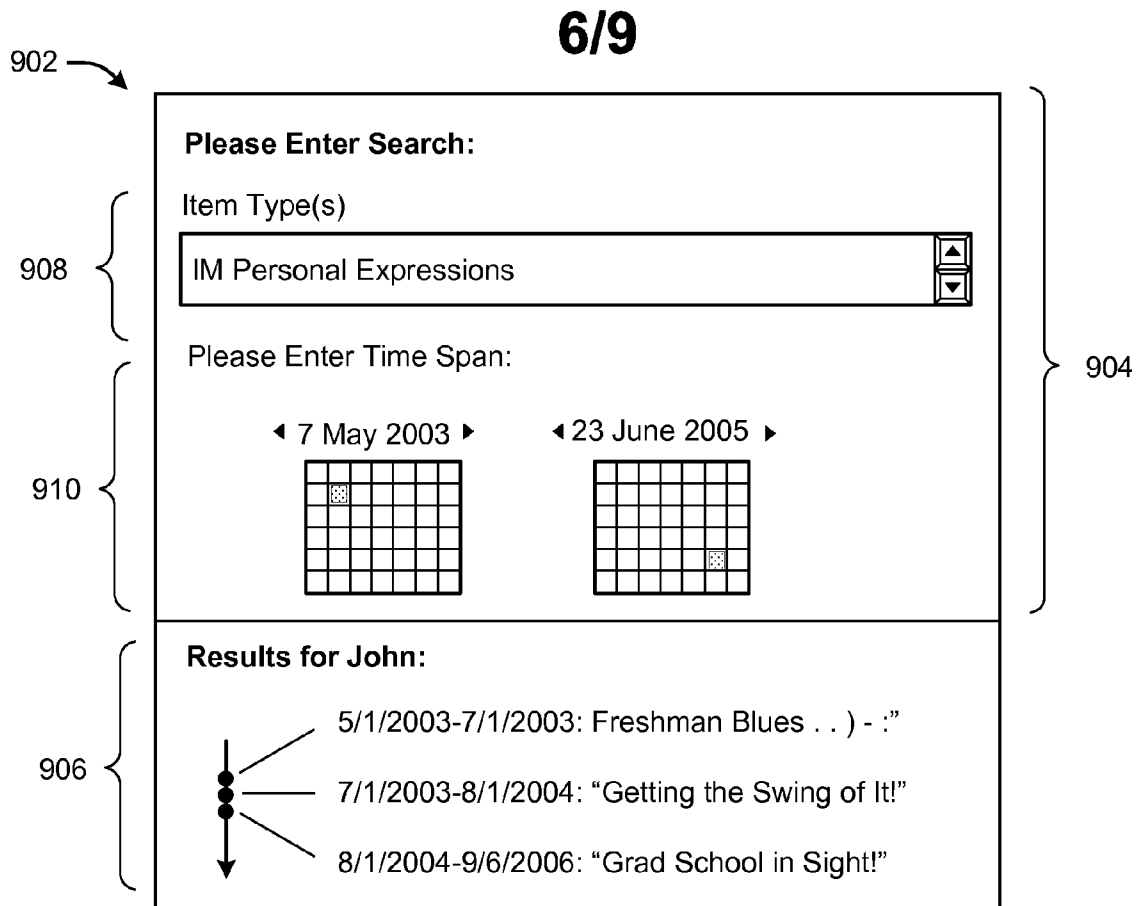 6/9
902
Please Enter Search:
Item Type(s)
908
IM Personal Expressions
Please Enter Time Span:
904
7 May 2003
23 June 2005
910
Results for John:
5/1/2003-7/1/2003: Freshman Blues . . ) - :”
906
7/1/2003-8/1/2004: “Getting the Swing of It!”
8/1/2004-9/6/2006: “Grad School in Sight!”